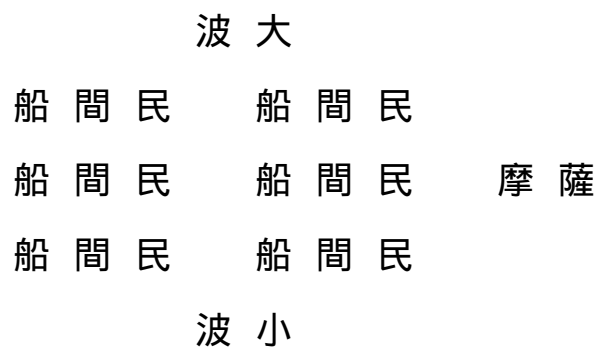 大 波
民 間 船 民 間 船
薩 摩 民 間 船 民 間 船
民 間 船 民 間 船
小 波